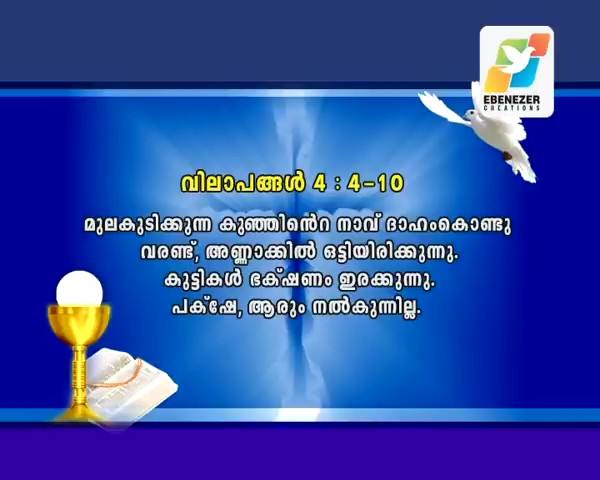 EBENEZER
CREATIONS
വിലാപങ്ങൾ 4 : 4-10
മുലകുടിക്കുന്ന കുഞ്ഞിൻെറ നാവ് ദാഹംകൊണ്ടു
വരണ്ട്, അണ്ണാക്കിൽ ഒട്ടിയിരിക്കുന്നു.
കുട്ടികൾ ഭക്ഷണം ഇരക്കുന്നു.
പക്ഷേ, ആരും നൽകുന്നില്ല.